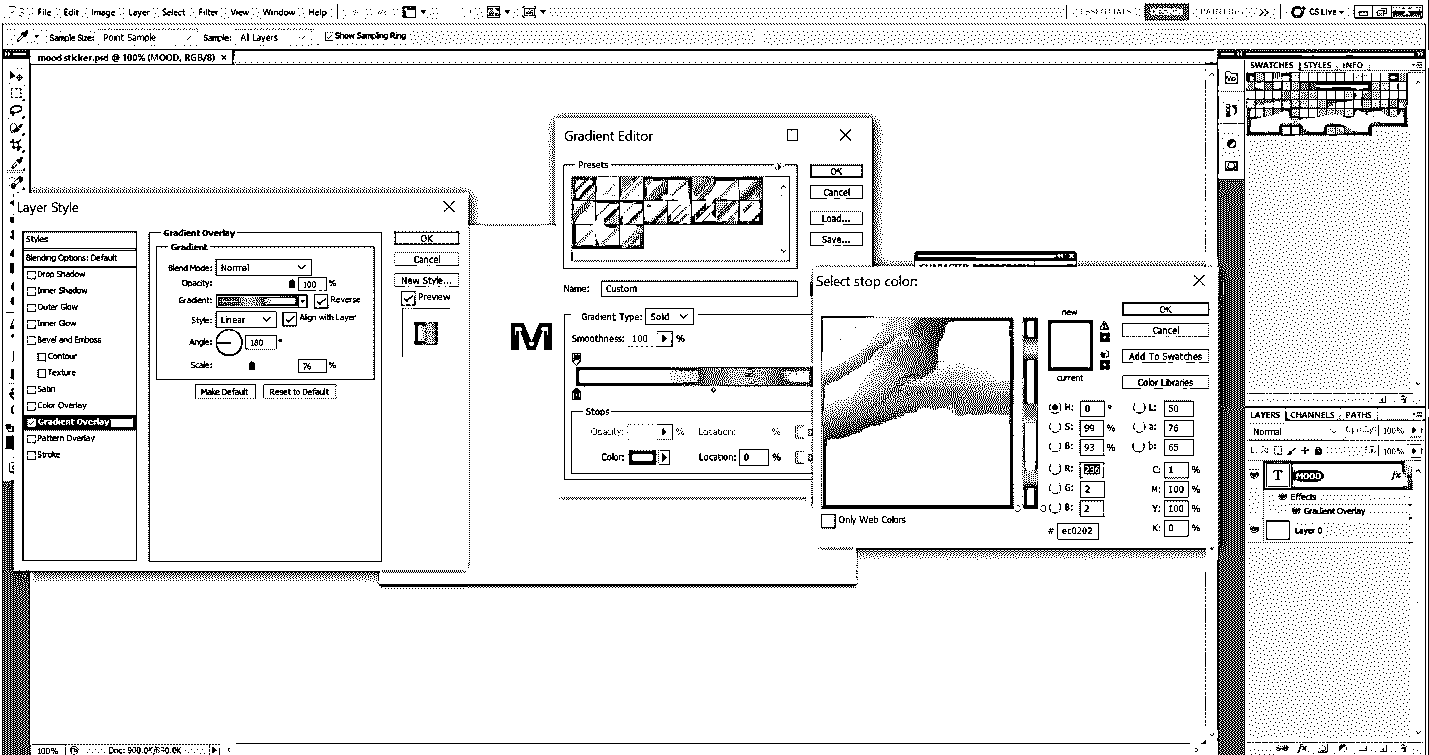 File Edit Image Layer Select Filter View Window Help CS Live
Sample Size: Point Sample Sample: All Layers Show Sampling Ring
mood sticker.psd @ 100% (MOOD, RGB/8) ×
SWATCHES STYLES INFO
Gradient Editor
Presets
OK
Cancel
Load...
Save...
Name: Custom
Gradient Type: Solid
Smoothness: 100 %
Stops
Opacity: % Location: %
Color: Location: 0 %
Layer Style
Styles
Blending Options: Default
Drop Shadow
Inner Shadow
Outer Glow
Inner Glow
Bevel and Emboss
Contour
Texture
Satin
Color Overlay
Gradient Overlay
Pattern Overlay
Stroke
Gradient Overlay
Gradient
Blend Mode: Normal
Opacity: 100 %
Gradient: Reverse
Style: Linear Align with Layer
Angle: 180 °
Scale: 76 %
Make Default Reset to Default
OK
Cancel
New Style...
Preview
M
Select stop color:
new
current
OK
Cancel
Add To Swatches
Color Libraries
H: 0 ° L: 50
S: 99 % a: 76
B: 93 % b: 65
R: 236 C: 1 %
G: 2 M: 100 %
B: 2 Y: 100 %
# ec0202 K: 0 %
Only Web Colors
LAYERS CHANNELS PATHS
Normal Opacity: 100%
100%
T MOOD fx
Effects
Gradient Overlay
Layer 0
100%